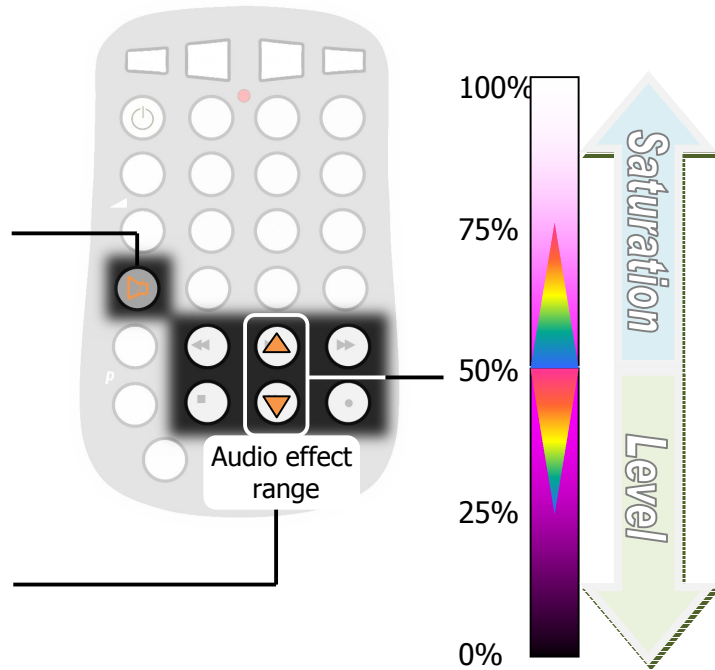 100%
Saturation
75%
50%
p
Level
Audio effect
range
25%
0%